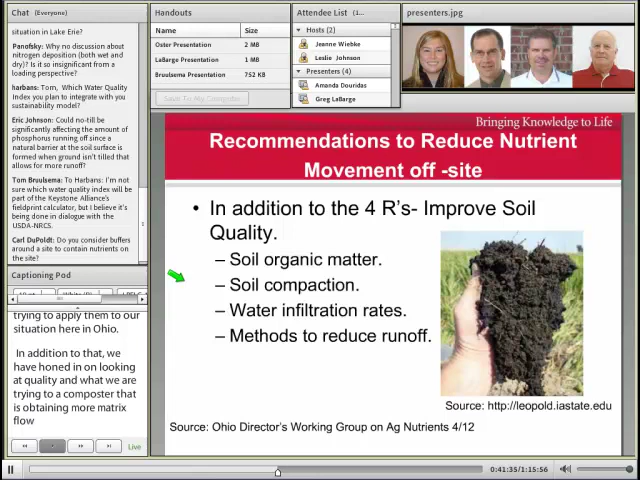 Chat (Everyone)
situation in Lake Erie?
Panofsky: Why no discussion about
nitrogen deposition (both wet and
dry)? Is it so insignificant from a
loading perspective?
harbans: Tom, Which Water Quality
Index you plan to integrate with you
sustainability model?
Eric Johnson: Could no-till be
significantly affecting the amount of
phosphorus running off since a
natural barrier at the soil surface is
formed when ground isn't tilled that
allows for more runoff?
Tom Bruulsema: To Harbans: I'm not
sure which water quality index will be
part of the Keystone Alliance's
fieldprint calculator, but I believe it's
being done in dialogue with the
USDA-NRCS.
Carl DuPoldt: Do you consider buffers
around a site to contain nutrients on
the site?
Captioning Pod
trying to apply them to our
situation here in Ohio.
In addition to that, we
have honed in on looking
at quality and what we are
trying to a composter that
is obtaining more matrix
flow
Live
Handouts
Name Size
Oster Presentation 2 MB
LaBarge Presentation 1 MB
Bruulsema Presentation 752 KB
Save To My Computer
Attendee List (1...
Hosts (2)
Jeanne Wiebke
Leslie Johnson
Presenters (4)
Amanda Douridas
Greg LaBarge
presenters.jpg
Bringing Knowledge to Life
Recommendations to Reduce Nutrient
Movement off -site
• In addition to the 4 R's- Improve Soil
Quality.
– Soil organic matter.
– Soil compaction.
– Water infiltration rates.
– Methods to reduce runoff.
Source: http://leopold.iastate.edu
Source: Ohio Director's Working Group on Ag Nutrients 4/12
0:41:35/1:15:56